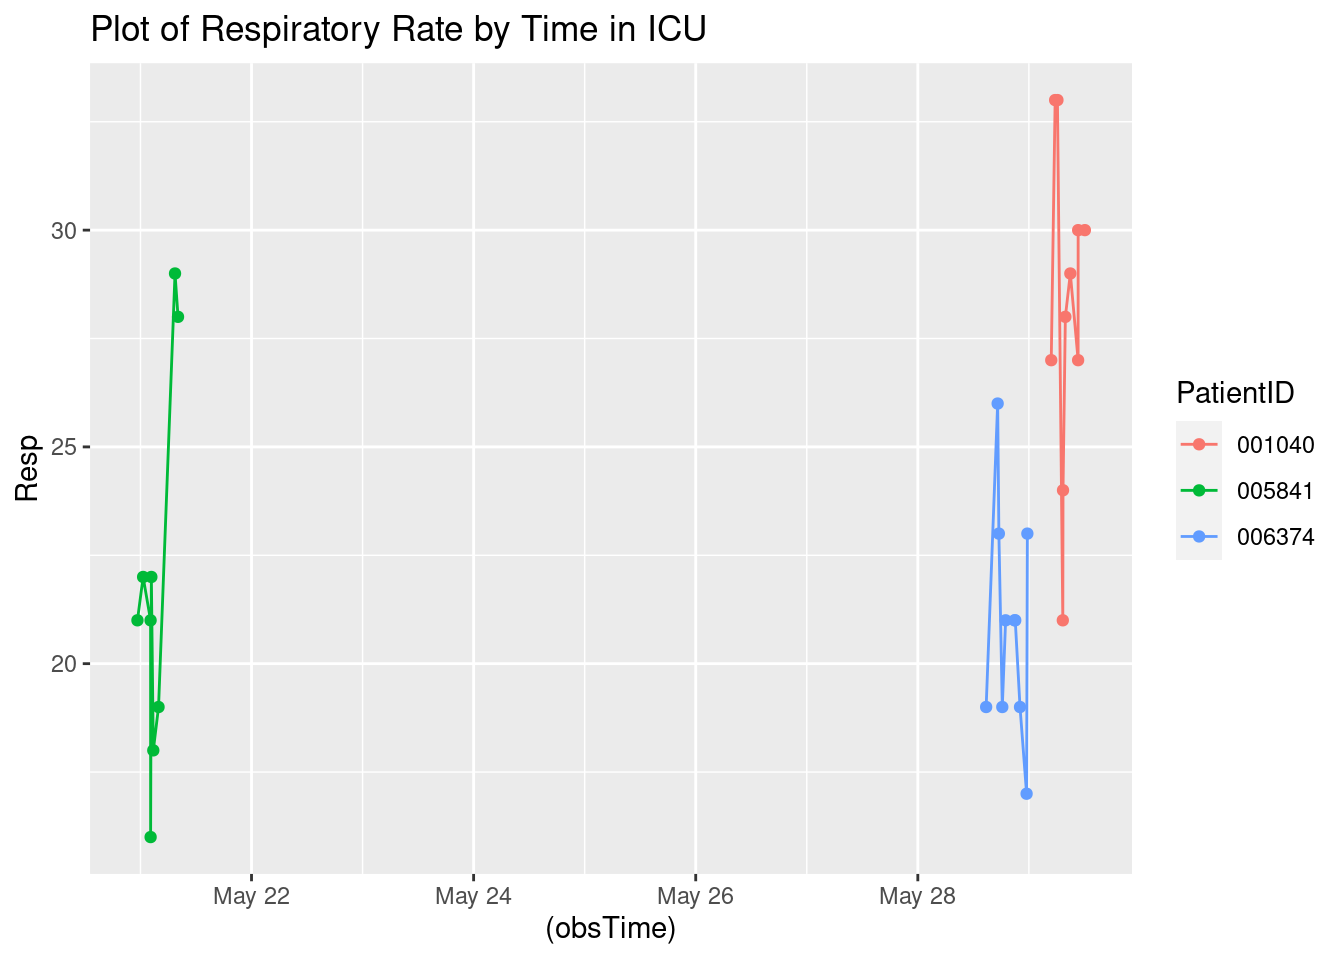 Plot of Respiratory Rate by Time in ICU
30
25
20
Resp
May 22
May 24
May 26
May 28
(obsTime)
PatientID
001040
005841
006374